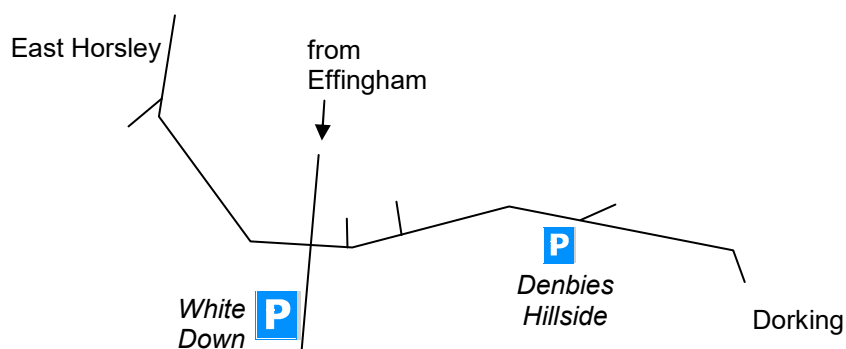 East Horsley
from
Effingham
P
Denbies
Hillside
White
Down
P
Dorking